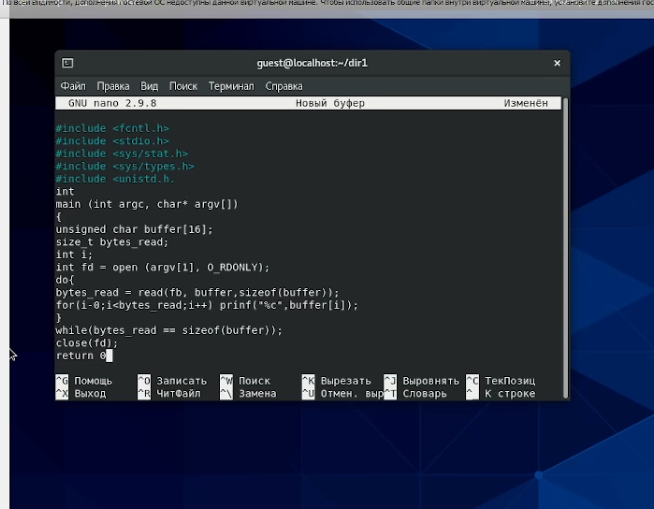 По всей видимости, дополнения гостевой ОС недоступны данной виртуальной машине. Чтобы использовать общие папки внутри виртуальной машины, установите дополнения гос
guest@localhost:~/dir1
Файл Правка Вид Поиск Терминал Справка
GNU nano 2.9.8 Новый буфер Изменён
#include <fcntl.h>
#include <stdio.h>
#include <sys/stat.h>
#include <sys/types.h>
#include <unistd.h.
int
main (int argc, char* argv[])
{
unsigned char buffer[16];
size_t bytes_read;
int i;
int fd = open (argv[1], O_RDONLY);
do{
bytes_read = read(fb, buffer,sizeof(buffer));
for(i-0;i<bytes_read;i++) prinf("%c",buffer[i]);
}
while(bytes_read == sizeof(buffer));
close(fd);
return 0
^G Помощь ^O Записать ^W Поиск ^K Вырезать ^J Выровнять ^C ТекПозиц
^X Выход ^R ЧитФайл ^\ Замена ^U Отмен. выр ^T Словарь ^_ К строке